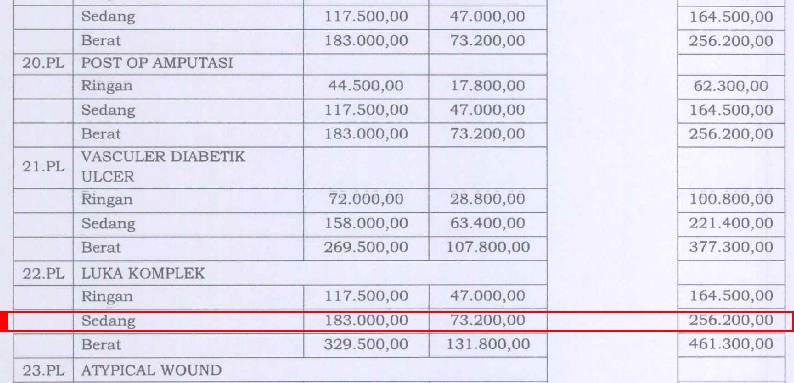 Sedang 117.500,00 47.000,00 164.500,00
Berat 183.000,00 73.200,00 256.200,00
20.PL POST OP AMPUTASI
Ringan 44.500,00 17.800,00 62.300,00
Sedang 117.500,00 47.000,00 164.500,00
Berat 183.000,00 73.200,00 256.200,00
21.PL VASCULER DIABETIK
ULCER
Ringan 72.000,00 28.800,00 100.800,00
Sedang 158.000,00 63.400,00 221.400,00
Berat 269.500,00 107.800,00 377.300,00
22.PL LUKA KOMPLEK
Ringan 117.500,00 47.000,00 164.500,00
Sedang 183.000,00 73.200,00 256.200,00
Berat 329.500,00 131.800,00 461.300,00
23.PL ATYPICAL WOUND